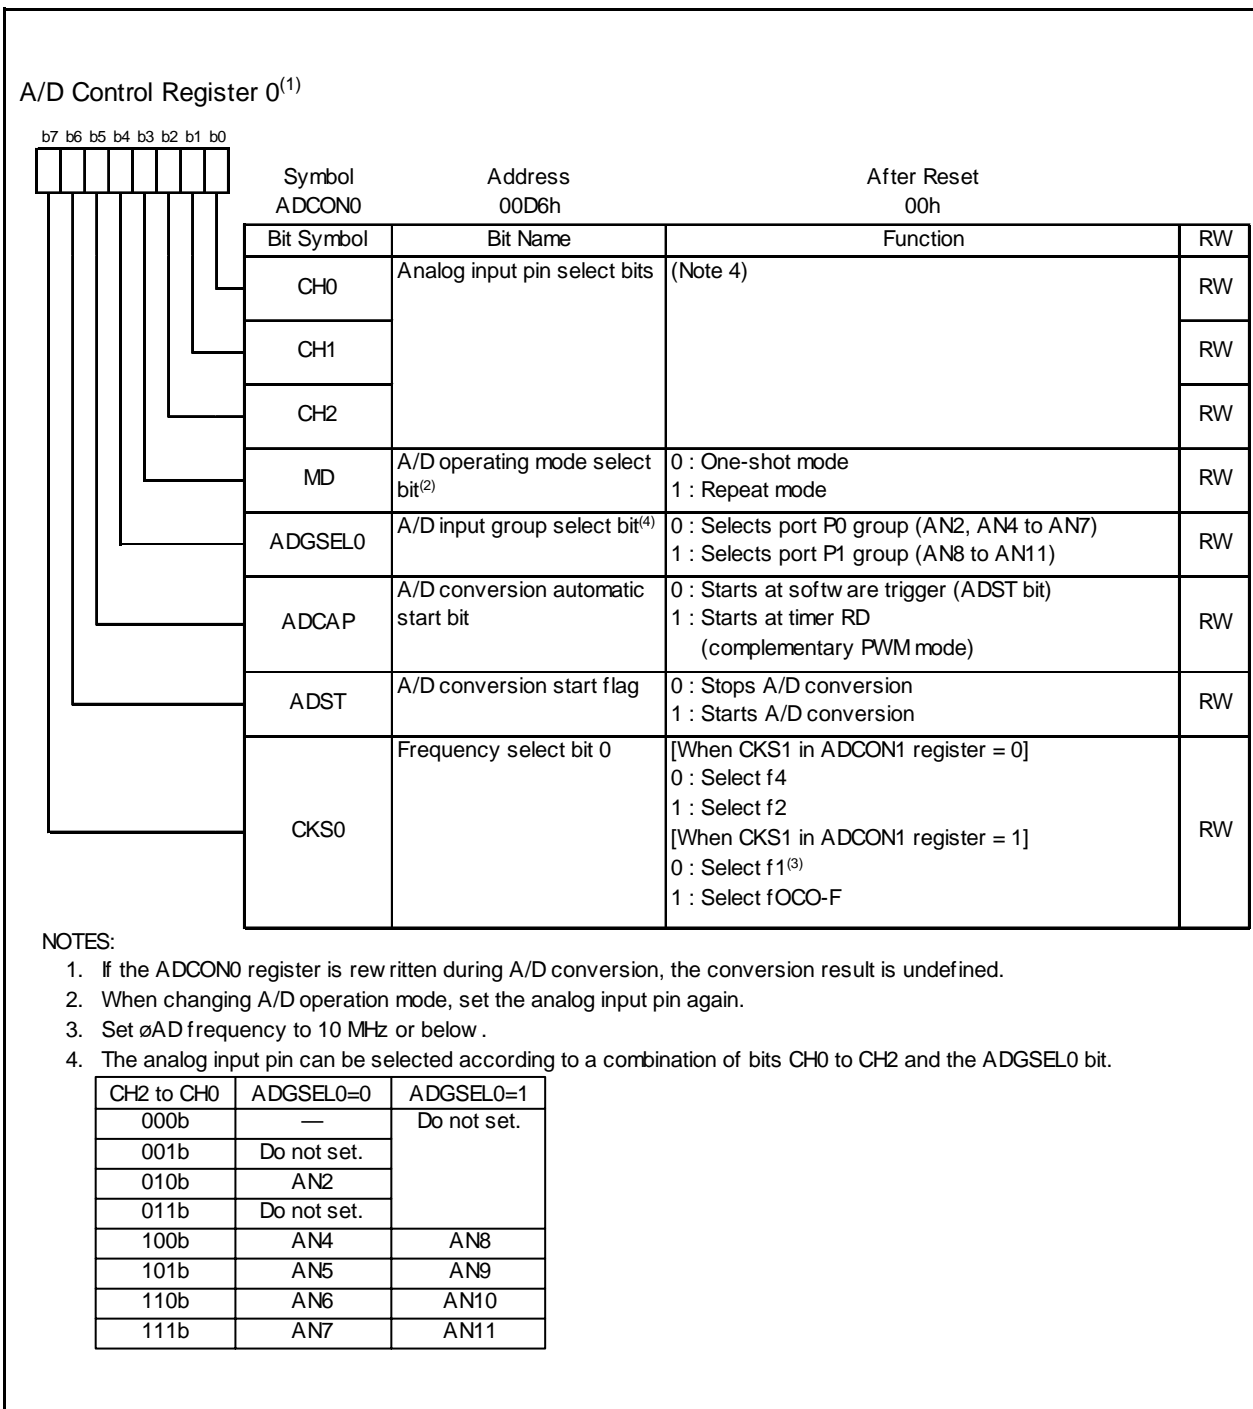 A/D Control Register 0(1)
b7 b6 b5 b4 b3 b2 b1 b0
Symbol Address After Reset
ADCON0 00D6h 00h
Bit Symbol Bit Name Function RW
CH0 Analog input pin select bits (Note 4) RW
CH1 RW
CH2 RW
MD A/D operating mode select bit(2) 0 : One-shot mode RW
1 : Repeat mode
ADGSEL0 A/D input group select bit(4) 0 : Selects port P0 group (AN2, AN4 to AN7) RW
1 : Selects port P1 group (AN8 to AN11)
ADCAP A/D conversion automatic start bit 0 : Starts at software trigger (ADST bit) RW
1 : Starts at timer RD
(complementary PWM mode)
ADST A/D conversion start flag 0 : Stops A/D conversion RW
1 : Starts A/D conversion
CKS0 Frequency select bit 0 [When CKS1 in ADCON1 register = 0] RW
0 : Select f4
1 : Select f2
[When CKS1 in ADCON1 register = 1]
0 : Select f1(3)
1 : Select fOCO-F
NOTES:
1. If the ADCON0 register is rewritten during A/D conversion, the conversion result is undefined.
2. When changing A/D operation mode, set the analog input pin again.
3. Set øAD frequency to 10 MHz or below.
4. The analog input pin can be selected according to a combination of bits CH0 to CH2 and the ADGSEL0 bit.
CH2 to CH0 ADGSEL0=0 ADGSEL0=1
000b — Do not set.
001b Do not set.
010b AN2
011b Do not set.
100b AN4 AN8
101b AN5 AN9
110b AN6 AN10
111b AN7 AN11